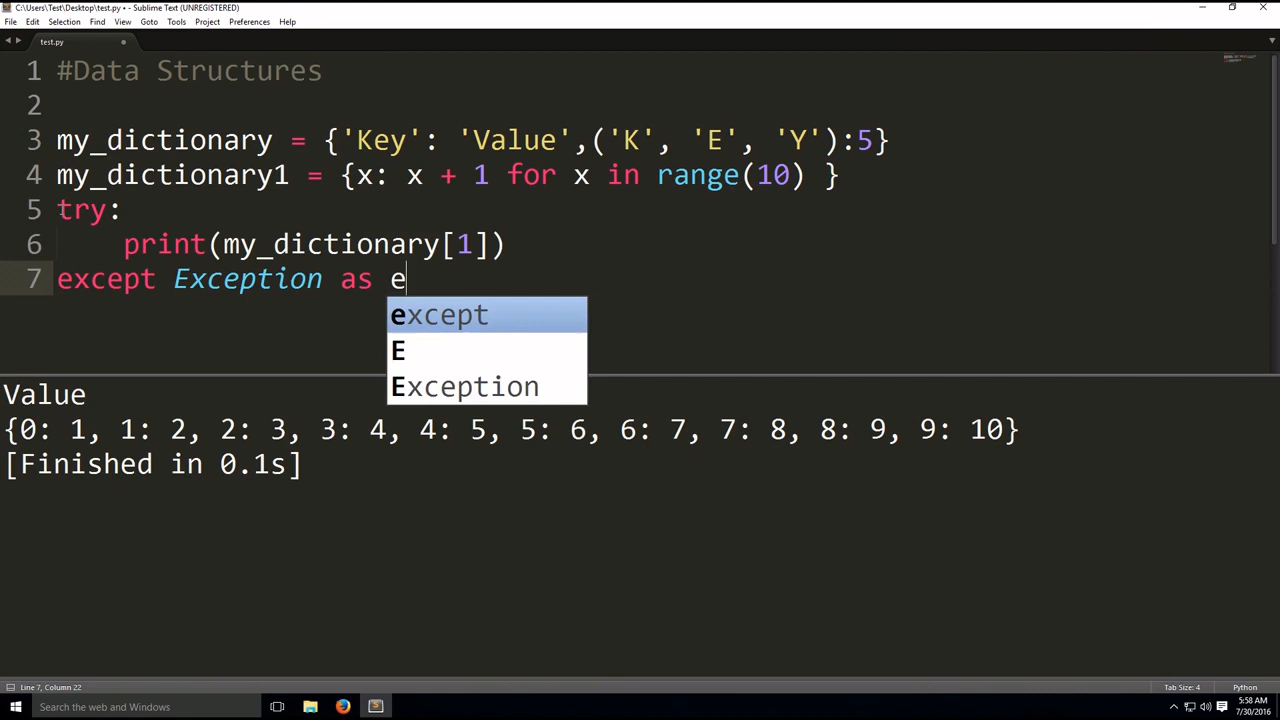 C:\Users\Test\Desktop\test.py • - Sublime Text (UNREGISTERED)
File Edit Selection Find View Goto Tools Project Preferences Help
test.py
1 #Data Structures
2
3 my_dictionary = {'Key': 'Value',('K', 'E', 'Y'):5}
4 my_dictionary1 = {x: x + 1 for x in range(10) }
5 try:
6 print(my_dictionary[1])
7 except Exception as e
except
E
Exception
Value
{0: 1, 1: 2, 2: 3, 3: 4, 4: 5, 5: 6, 6: 7, 7: 8, 8: 9, 9: 10}
[Finished in 0.1s]
Line 7, Column 22 Tab Size: 4 Python
Search the web and Windows
5:58 AM
7/30/2016